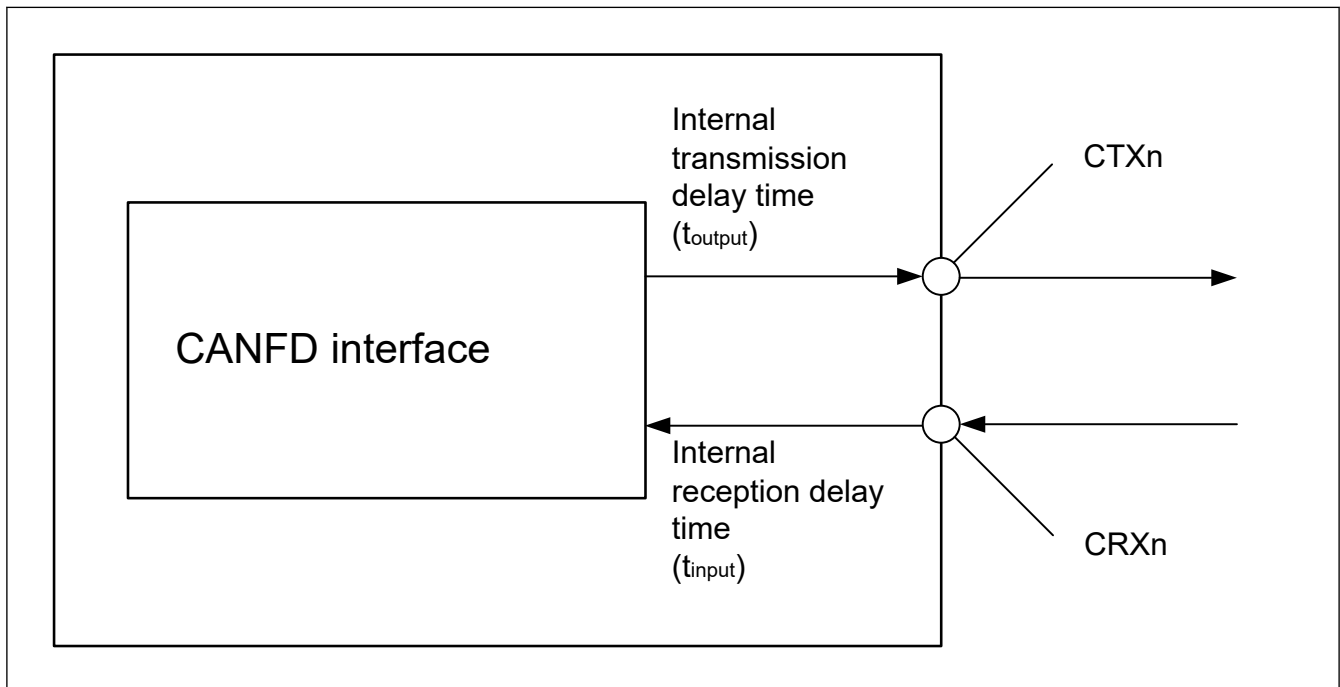 Internal
transmission
delay time
(toutput)
CTXn
CANFD interface
Internal
reception delay
time
(tinput)
CRXn